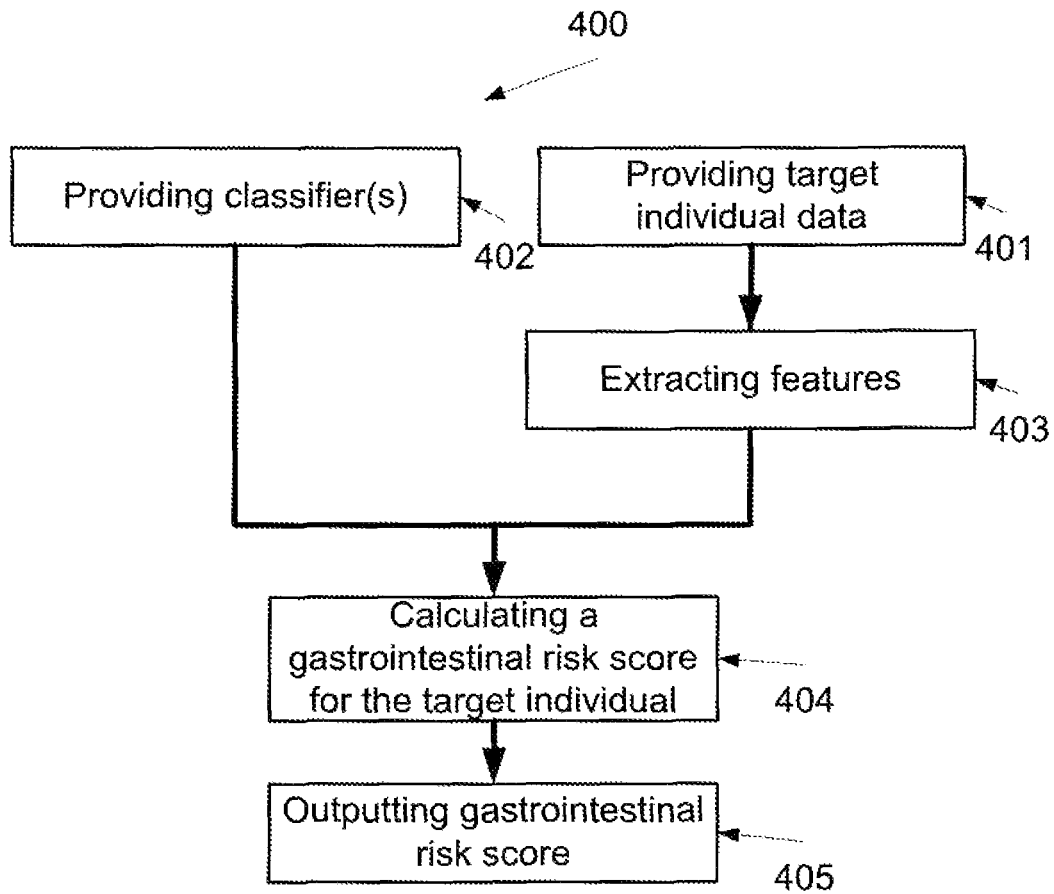 400
Providing classifier(s)
402
Providing target
individual data
401
Extracting features
403
Calculating a
gastrointestinal risk score
for the target individual
404
Outputting gastrointestinal
risk score
405